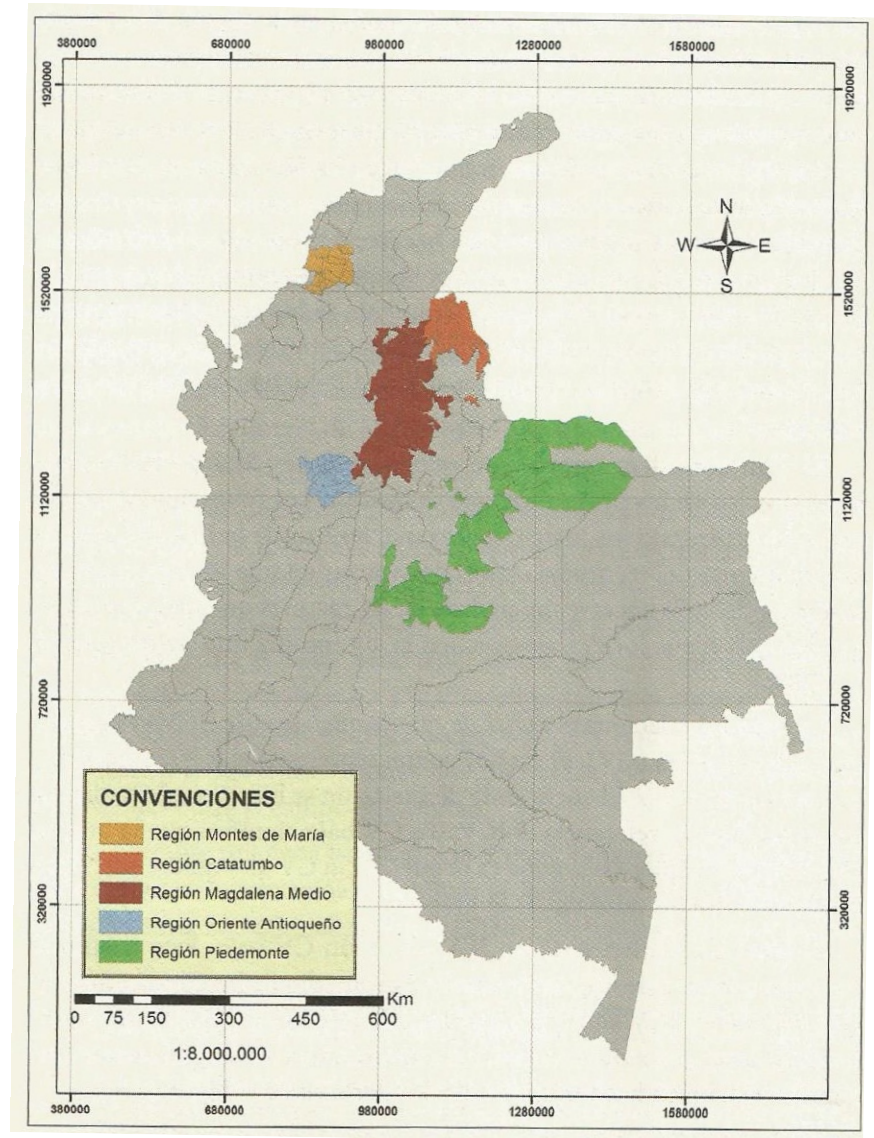 380000 680000 980000 1280000 1580000
1920000 1920000
N
W E
S
1520000 1520000
1120000 1120000
720000 720000
CONVENCIONES
Región Montes de María
Región Catatumbo
Región Magdalena Medio
Región Oriente Antioqueño
Región Piedemonte
320000 320000
Km
0 75 150 300 450 600
1:8.000.000
380000 680000 980000 1280000 1580000